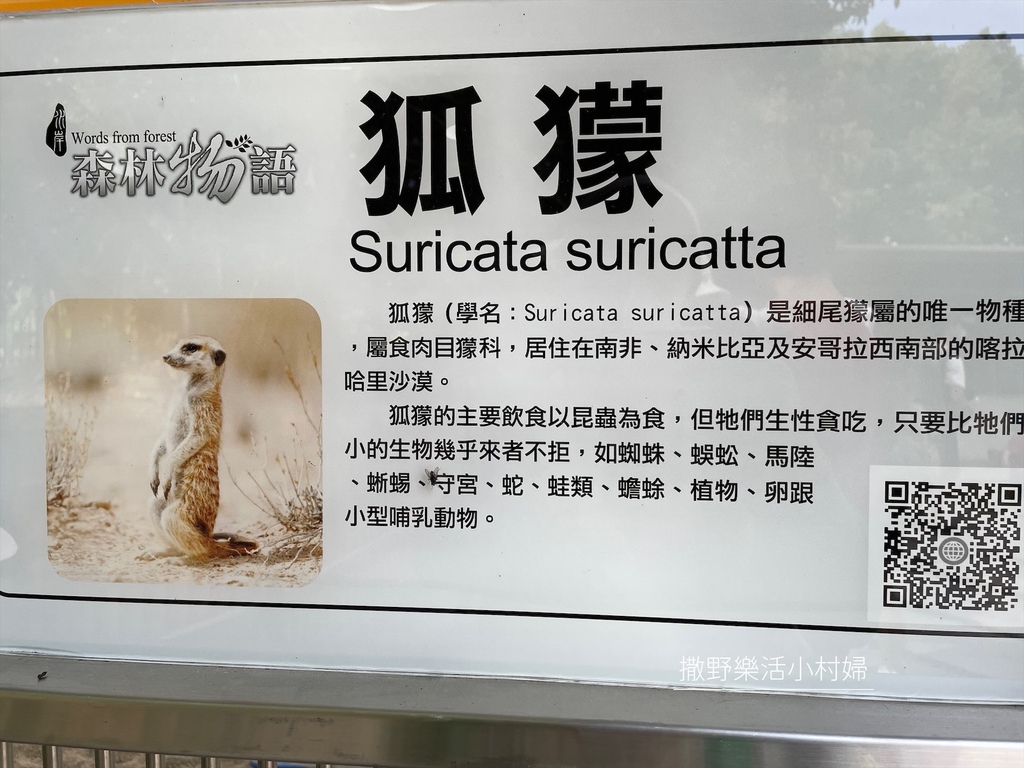 水岸
Words from forest
森林物語
狐獴
Suricata suricatta
狐獴（學名：Suricata suricatta）是細尾獴屬的唯一物種
，屬食肉目獴科，居住在南非、納米比亞及安哥拉西南部的喀拉
哈里沙漠。
狐獴的主要飲食以昆蟲為食，但牠們生性貪吃，只要比牠們
小的生物幾乎來者不拒，如蜘蛛、蜈蚣、馬陸
、蜥蜴、守宮、蛇、蛙類、蟾蜍、植物、卵跟
小型哺乳動物。
撒野樂活小村婦